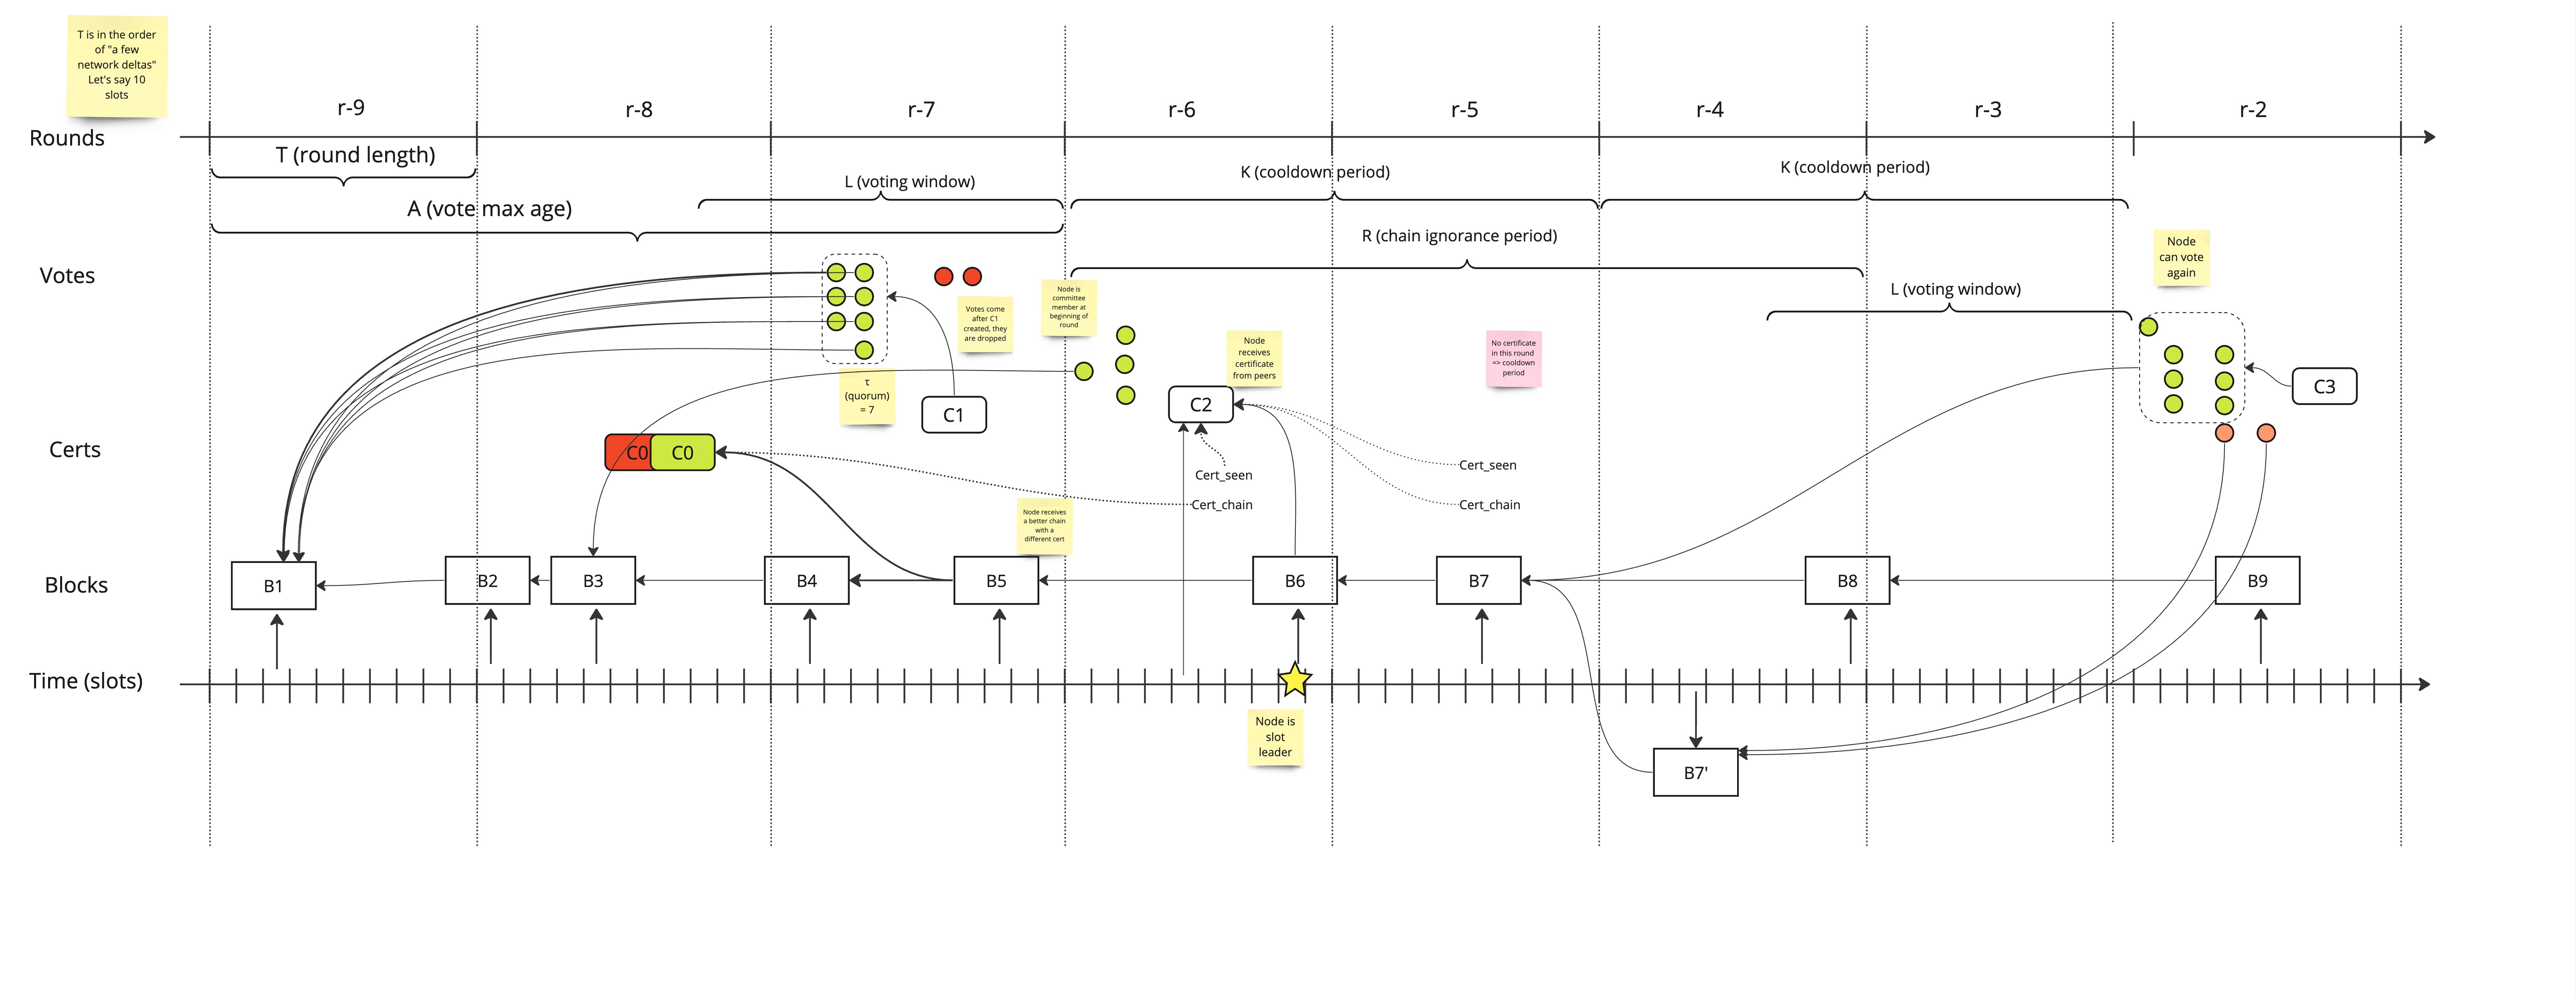 T is in the order
of "a few
network deltas"
Let's say 10
slots
r-9
r-8
r-7
r-6
r-5
r-4
r-3
r-2
Rounds
T (round length)
L (voting window)
K (cooldown period)
K (cooldown period)
A (vote max age)
R (chain ignorance period)
Votes
Node
can vote
again
L (voting window)
Votes come
after C1
created, they
are dropped
Node is
committee
member at
beginning of
round
Node
receives
certificate
from peers
No certificate
in this round
=> cooldown
period
τ
(quorum)
= 7
C1
C2
C3
Certs
C0
C0
Cert_seen
Cert_chain
Cert_seen
Cert_chain
Node receives
a better chain
with a
different cert
Blocks
B1
B2
B3
B4
B5
B6
B7
B8
B9
Time (slots)
Node is
slot
leader
B7'